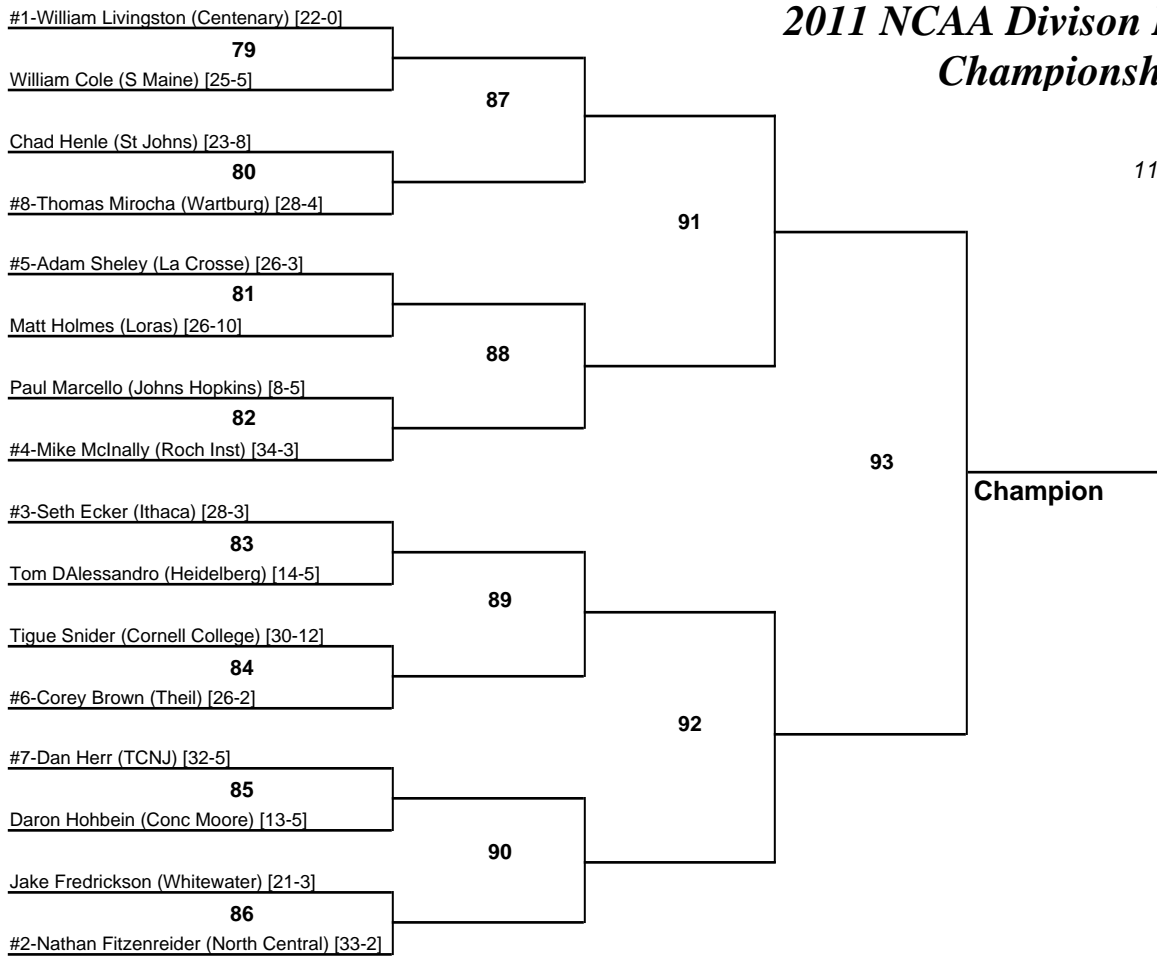 2011 NCAA Divison
Championsh
11
#1-William Livingston (Centenary) [22-0]
79
William Cole (S Maine) [25-5]
87
Chad Henle (St Johns) [23-8]
80
#8-Thomas Mirocha (Wartburg) [28-4]
91
#5-Adam Sheley (La Crosse) [26-3]
81
Matt Holmes (Loras) [26-10]
88
Paul Marcello (Johns Hopkins) [8-5]
82
#4-Mike McInally (Roch Inst) [34-3]
93
Champion
#3-Seth Ecker (Ithaca) [28-3]
83
Tom DAlessandro (Heidelberg) [14-5]
89
Tigue Snider (Cornell College) [30-12]
84
#6-Corey Brown (Theil) [26-2]
92
#7-Dan Herr (TCNJ) [32-5]
85
Daron Hohbein (Conc Moore) [13-5]
90
Jake Fredrickson (Whitewater) [21-3]
86
#2-Nathan Fitzenreider (North Central) [33-2]